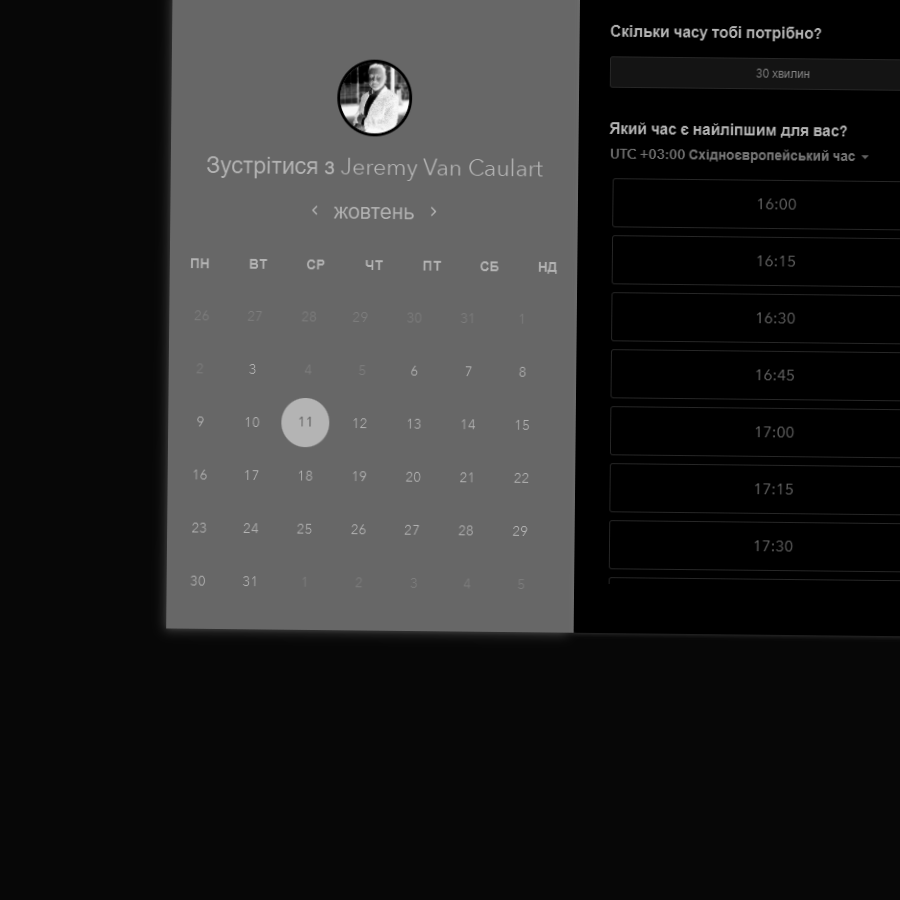 Зустрітися з Jeremy Van Caulart
‹ жовтень ›
ПН ВТ СР ЧТ ПТ СБ НД
26 27 28 29 30 31 1
2 3 4 5 6 7 8
9 10 11 12 13 14 15
16 17 18 19 20 21 22
23 24 25 26 27 28 29
30 31 1 2 3 4 5
Скільки часу тобі потрібно?
30 хвилин
Який час є найліпшим для вас?
UTC +03:00 Східноєвропейський час
16:00
16:15
16:30
16:45
17:00
17:15
17:30